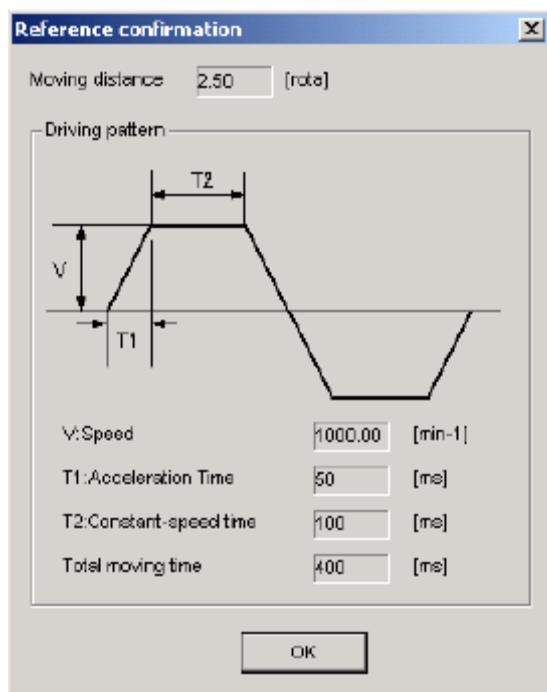 Reference confirmation
Moving distance 2.50 [rota]
Driving pattern
T2
V
T1
V:Speed 1000.00 [min-1]
T1:Acceleration Time 50 [ms]
T2:Constant-speed time 100 [ms]
Total moving time 400 [ms]
OK